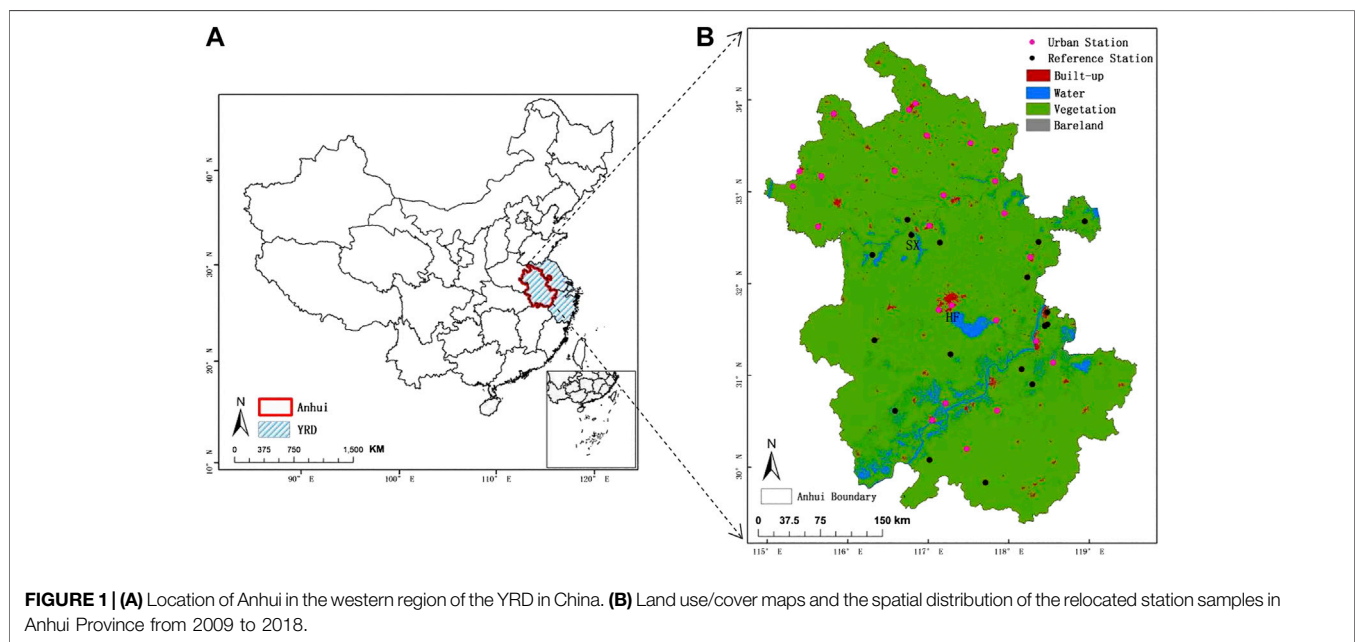 A
B
40° N
30° N
20° N
10° N
90° E
100° E
110° E
120° E
N
Anhui
YRD
0 375 750 1,500 KM
Urban Station
Reference Station
Built-up
Water
Vegetation
Bareland
34° N
33° N
32° N
31° N
30° N
SX
HF
N
Anhui Boundary
0 37.5 75 150 km
115° E
116° E
117° E
118° E
119° E
FIGURE 1 | (A) Location of Anhui in the western region of the YRD in China. (B) Land use/cover maps and the spatial distribution of the relocated station samples in
Anhui Province from 2009 to 2018.